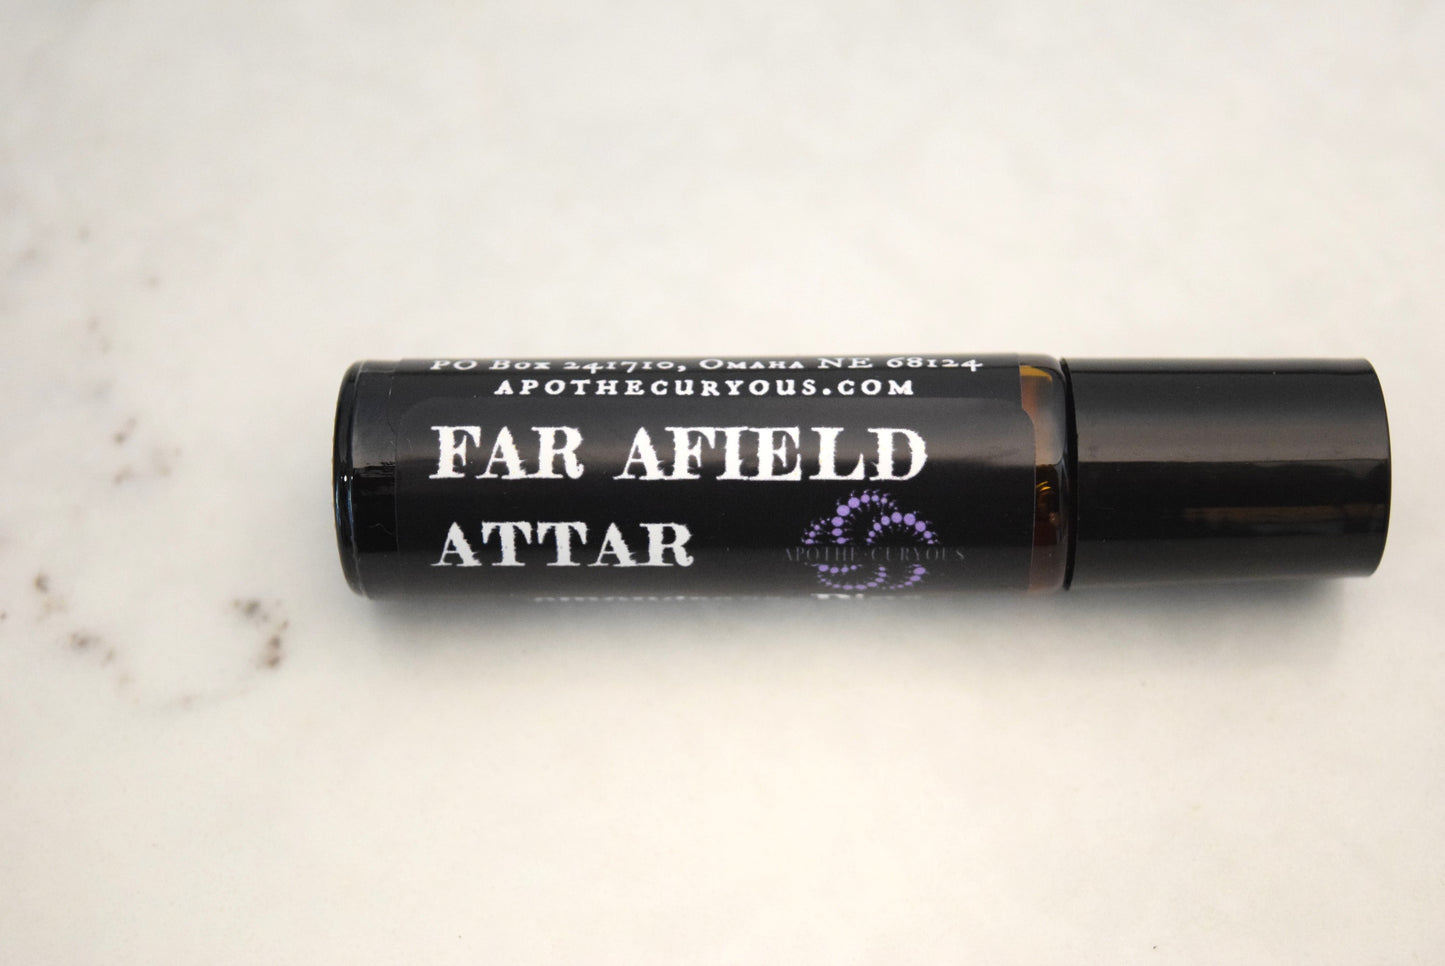 PO Box 241710, Omaha NE 68124
APOTHECURYOUS.COM
FAR AFIELD
ATTAR
APOTHE·CURYOUS